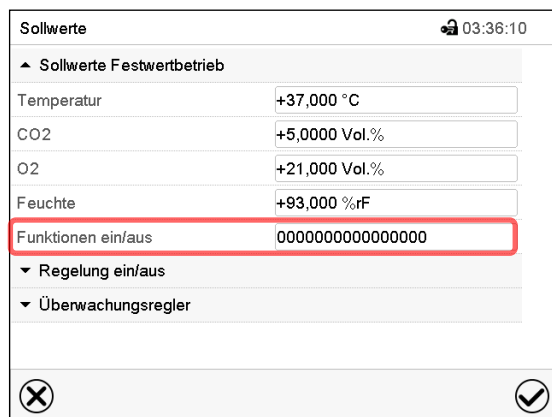 Sollwerte 03:36:10
Sollwerte Festwertbetrieb
Temperatur +37,000 °C
CO2 +5,0000 Vol.%
O2 +21,000 Vol.%
Feuchte +93,000 %rF
Funktionen ein/aus 0000000000000000
Regelung ein/aus
Überwachungsregler